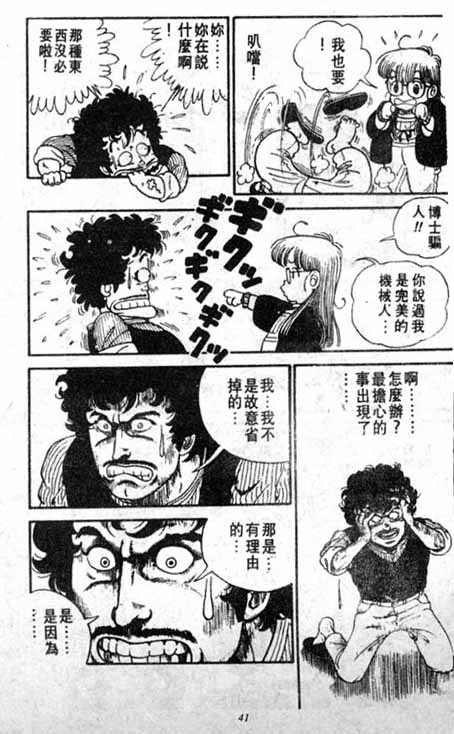 我也要
！
叭噹！
妳……
妳在說
什麼啊
！
那種東
西沒必
要啦！
博士騙
人!!
你說過我
是完美的
機械人…
ギクッ
ギクギクギクッ
啊………
怎麼辦?
最擔心的
事出現了
……
我…我不
是故意省
掉的…
那是…
有理由
的…
是……
是因為
……
41